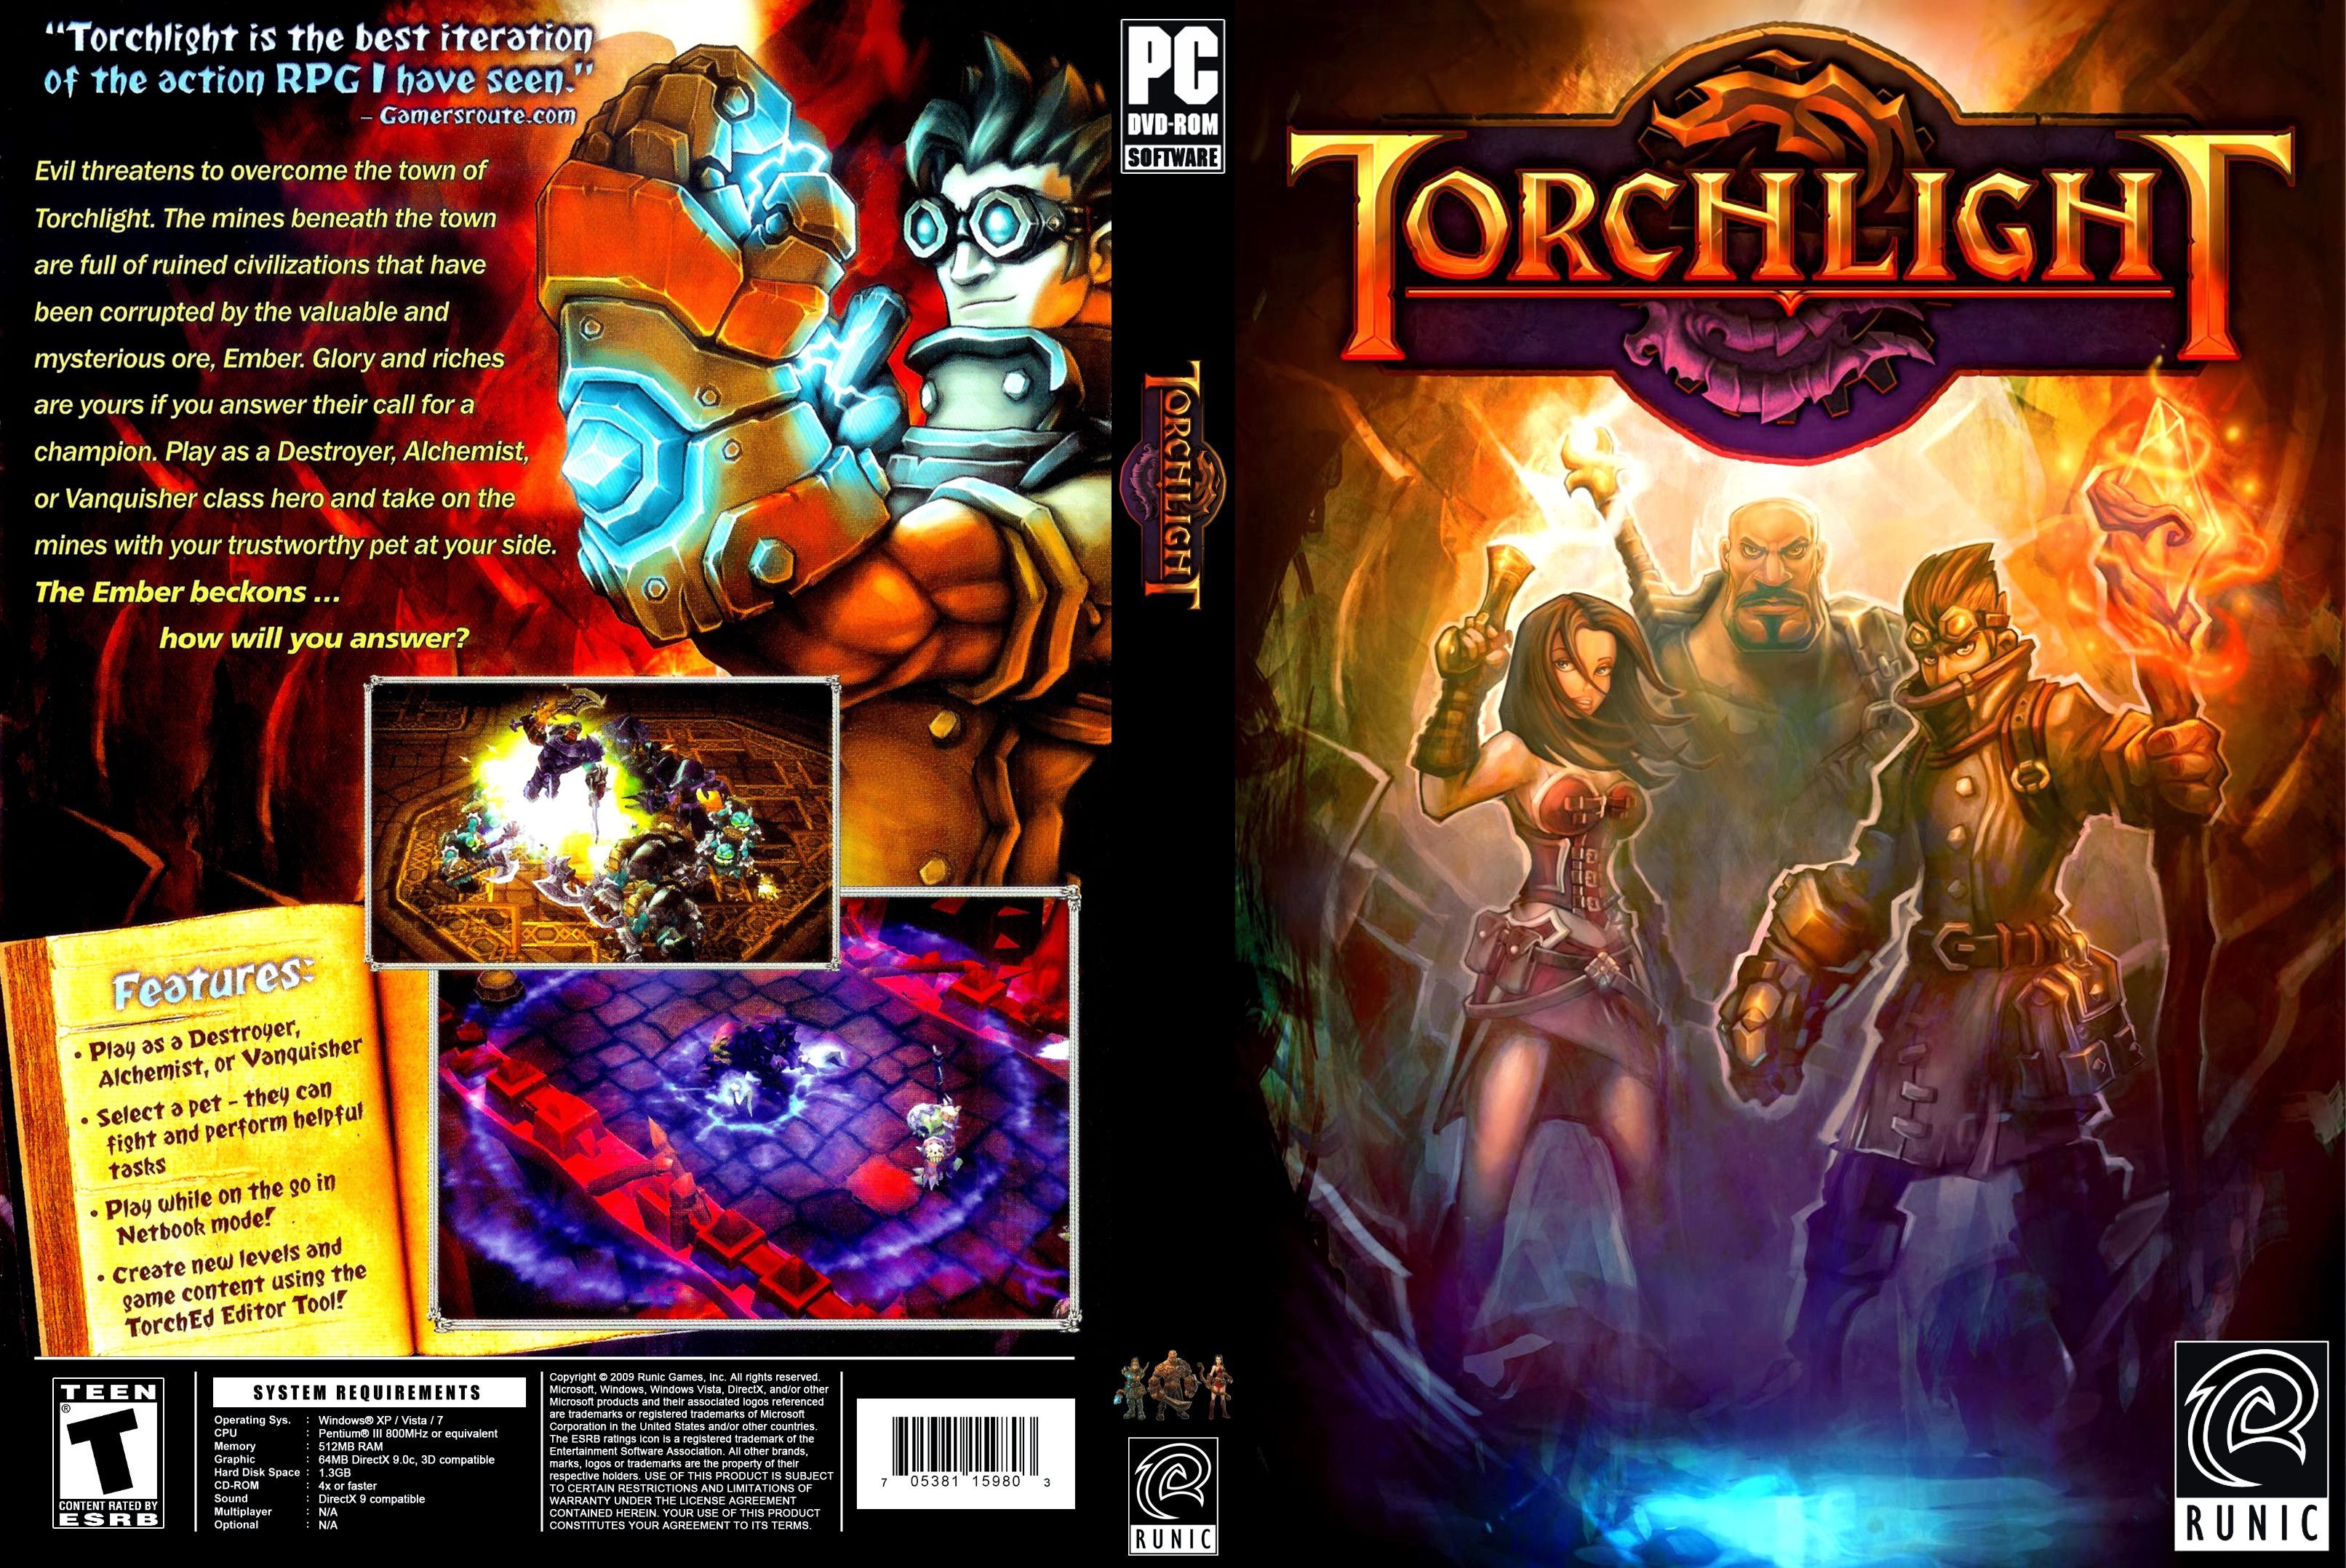 “Torchlight is the best iteration
of the action RPG I have seen.”
– Gamersroute.com
Evil threatens to overcome the town of
Torchlight. The mines beneath the town
are full of ruined civilizations that have
been corrupted by the valuable and
mysterious ore, Ember. Glory and riches
are yours if you answer their call for a
champion. Play as a Destroyer, Alchemist,
or Vanquisher class hero and take on the
mines with your trustworthy pet at your side.
The Ember beckons ...
how will you answer?
Features:
• Play as a Destroyer,
Alchemist, or Vanquisher
• Select a pet – they can
fight and perform helpful
tasks
• Play while on the go in
Netbook mode!
• Create new levels and
game content using the
TorchEd Editor Tool!
TEEN
®
T
CONTENT RATED BY
ESRB
SYSTEM REQUIREMENTS
Operating Sys. : Windows® XP / Vista / 7
CPU : Pentium® III 800MHz or equivalent
Memory : 512MB RAM
Graphic : 64MB DirectX 9.0c, 3D compatible
Hard Disk Space : 1.3GB
CD-ROM : 4x or faster
Sound : DirectX 9 compatible
Multiplayer : N/A
Optional : N/A
Copyright © 2009 Runic Games, Inc. All rights reserved.
Microsoft, Windows, Windows Vista, DirectX, and/or other
Microsoft products and their associated logos referenced
are trademarks or registered trademarks of Microsoft
Corporation in the United States and/or other countries.
The ESRB ratings icon is a registered trademark of the
Entertainment Software Association. All other brands,
marks, logos or trademarks are the property of their
respective holders. USE OF THIS PRODUCT IS SUBJECT
TO CERTAIN RESTRICTIONS AND LIMITATIONS OF
WARRANTY UNDER THE LICENSE AGREEMENT
CONTAINED HEREIN. YOUR USE OF THIS PRODUCT
CONSTITUTES YOUR AGREEMENT TO ITS TERMS.
7 05381 15980 3
PC
DVD-ROM
SOFTWARE
TORCHLIGHT
RUNIC
TORCHLIGHT
RUNIC